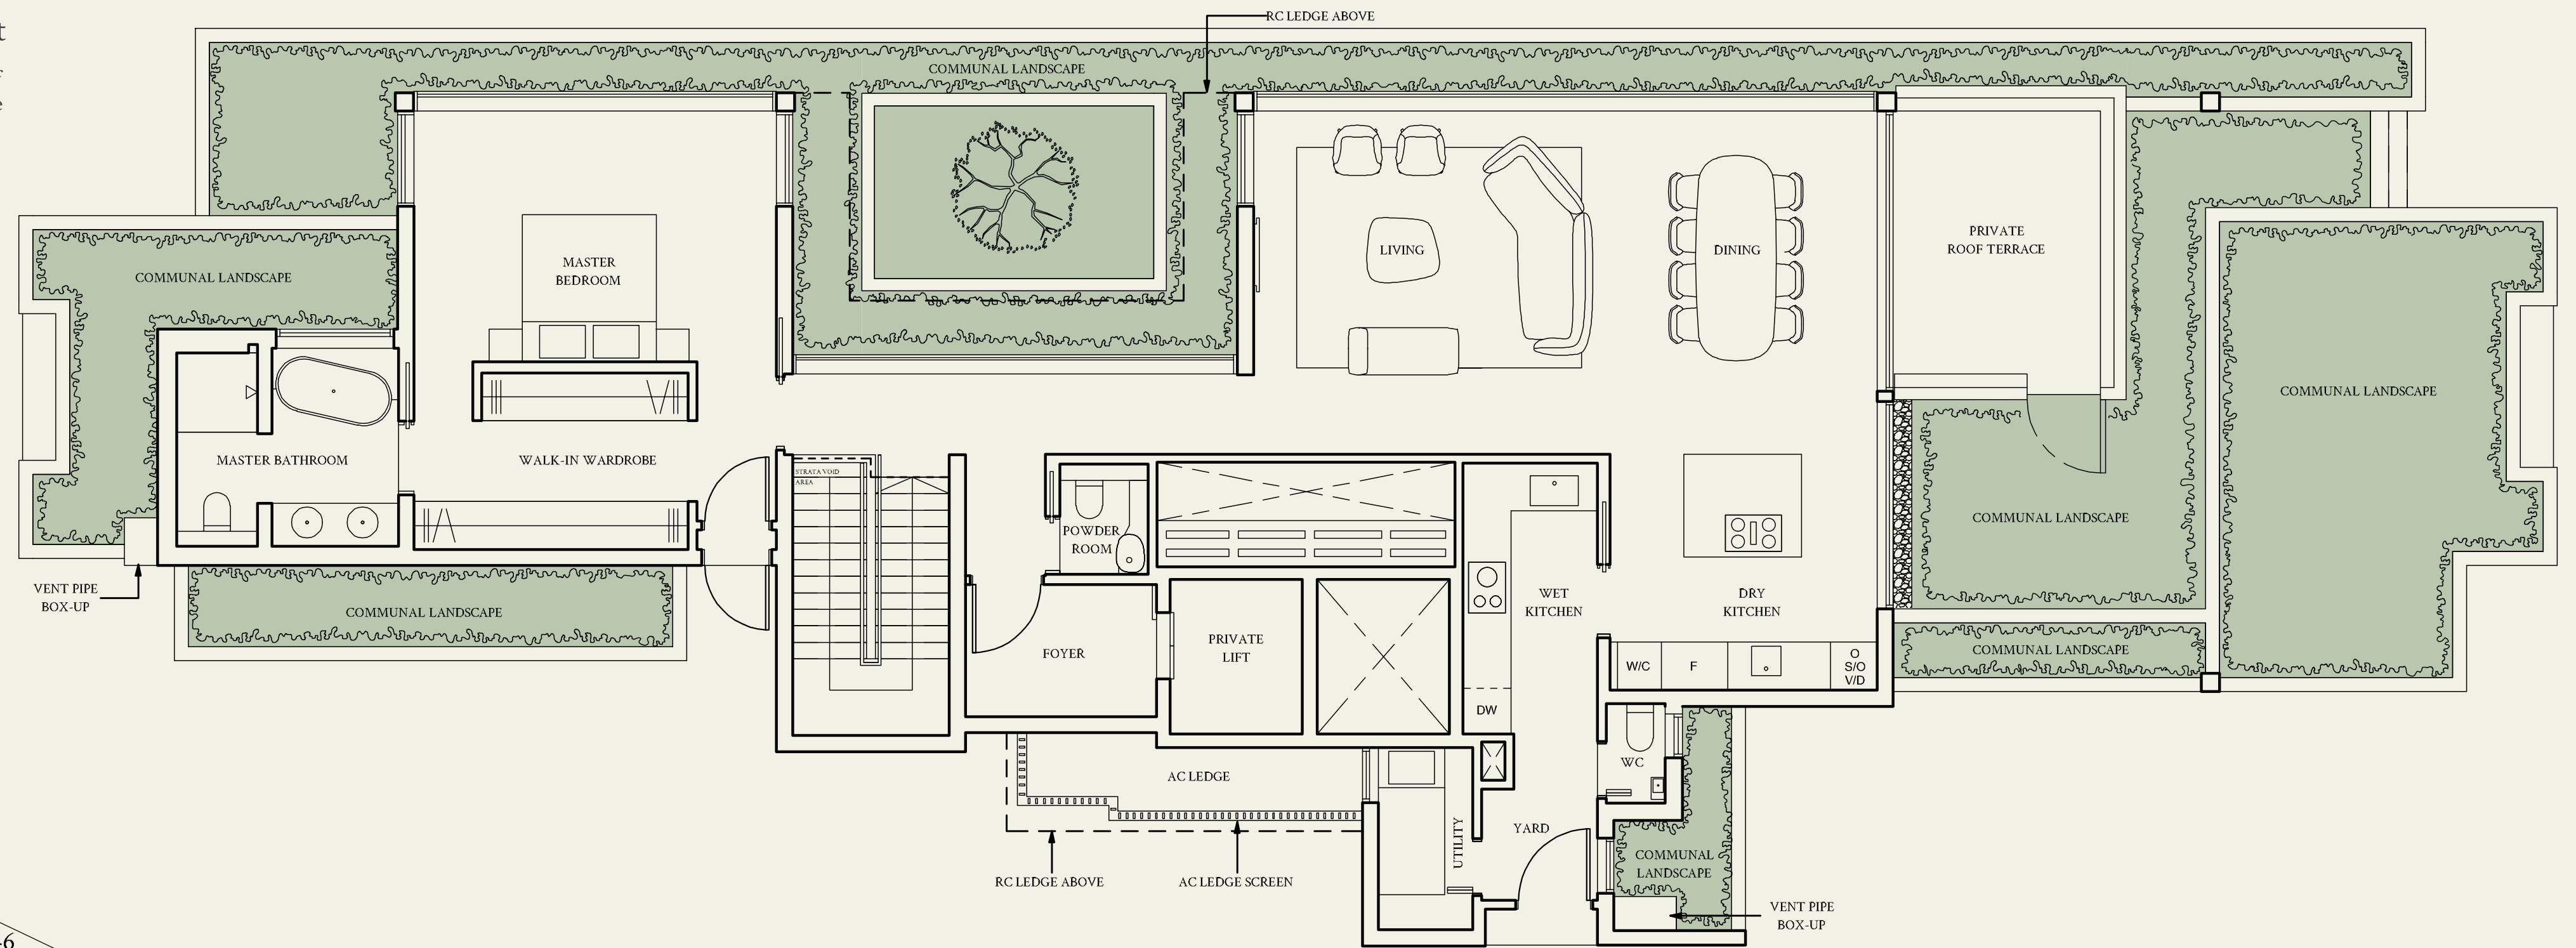 RC LEDGE ABOVE
COMMUNAL LANDSCAPE
MASTER
BEDROOM
LIVING
DINING
PRIVATE
ROOF TERRACE
COMMUNAL LANDSCAPE
COMMUNAL LANDSCAPE
MASTER BATHROOM
WALK-IN WARDROBE
STRATA VOID
AREA
POWDER
ROOM
COMMUNAL LANDSCAPE
VENT PIPE
BOX-UP
COMMUNAL LANDSCAPE
FOYER
PRIVATE
LIFT
WET
KITCHEN
DRY
KITCHEN
COMMUNAL LANDSCAPE
W/C
F
O
S/O
V/D
DW
AC LEDGE
WC
UTILITY
YARD
COMMUNAL
LANDSCAPE
RC LEDGE ABOVE
AC LEDGE SCREEN
VENT PIPE
BOX-UP